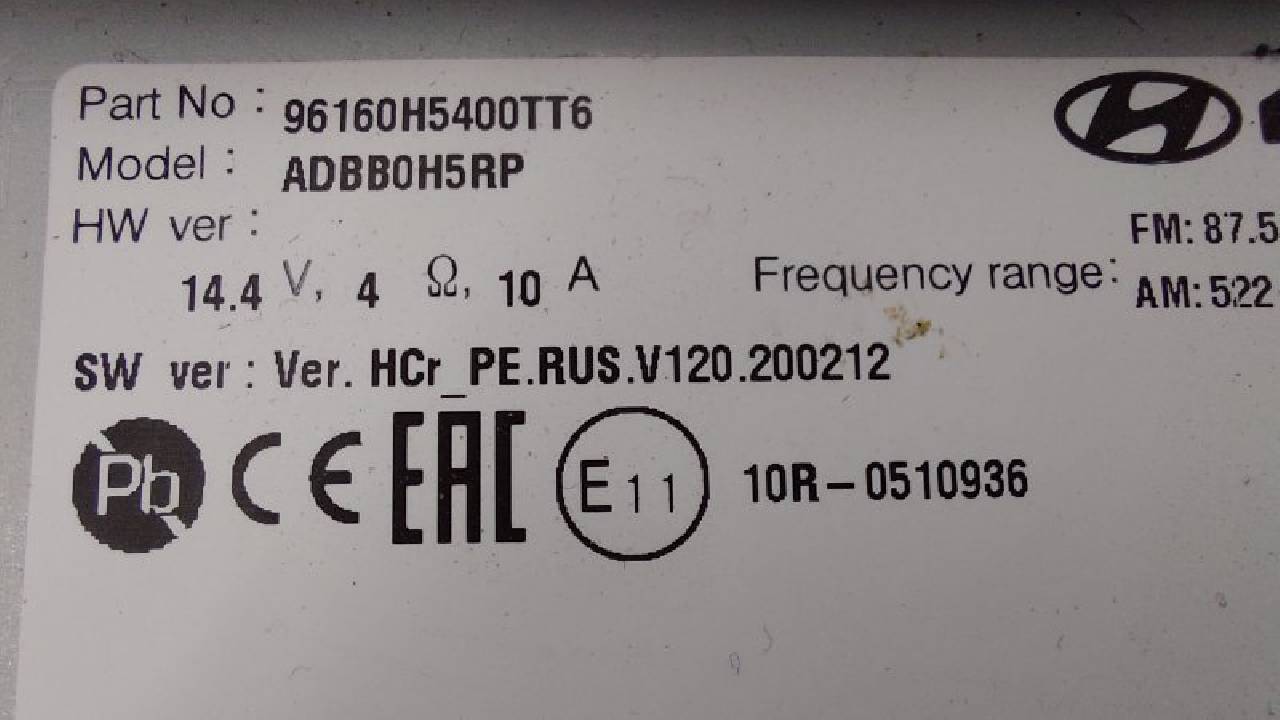 Part No : 96160H5400TT6
Model : ADBB0H5RP
HW ver :
FM: 87.5
14.4 V, 4 Ω, 10 A
Frequency range:
AM: 522
SW ver : Ver. HCr_PE.RUS.V120.200212
Pb CE EAC E11 10R-0510936